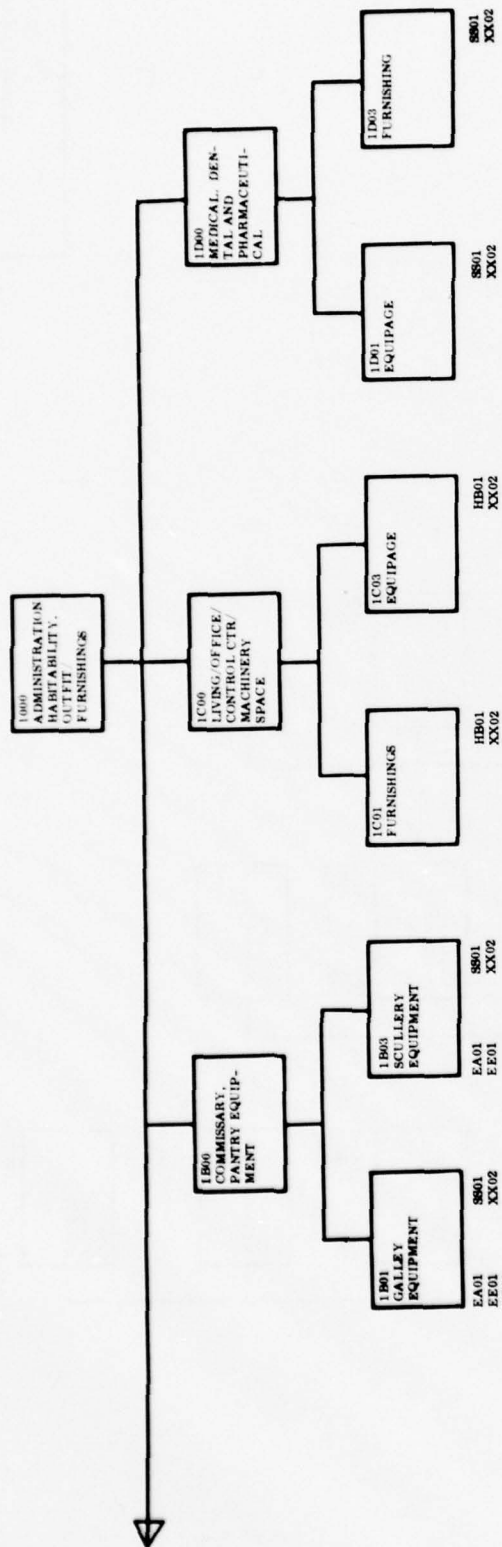 1000
ADMINISTRATION
HABITABILITY,
OUTFIT/
FURNISHINGS
1B00
COMMISSARY,
PANTRY EQUIP-
MENT
1C00
LIVING/OFFICE/
CONTROL CTR/
MACHINERY
SPACE
1D00
MEDICAL, DEN-
TAL AND
PHARMACEUTI-
CAL
1B01
GALLEY
EQUIPMENT
1B03
SCULLERY
EQUIPMENT
1C01
FURNISHINGS
1C03
EQUIPAGE
1D01
EQUIPAGE
1D03
FURNISHING
EA01 SS01
EE01 XX02
EA01 SS01
EE01 XX02
HB01
XX02
HB01
XX02
SS01
XX02
SS01
XX02